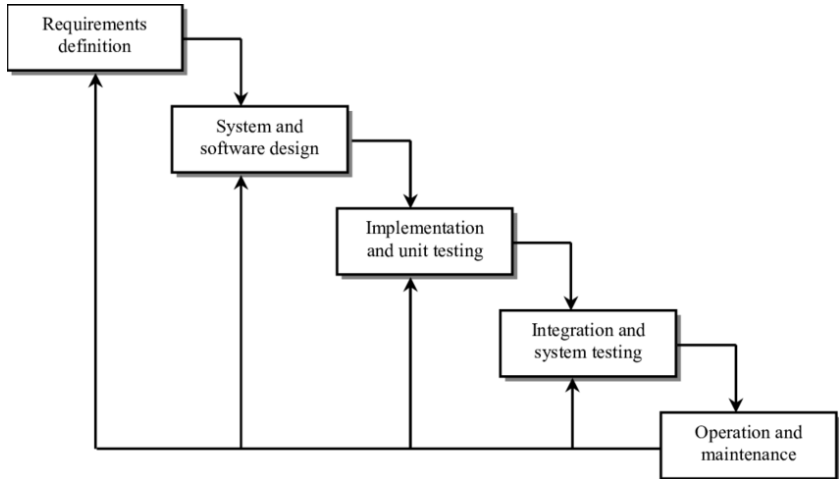 Requirements
definition
System and
software design
Implementation
and unit testing
Integration and
system testing
Operation and
maintenance